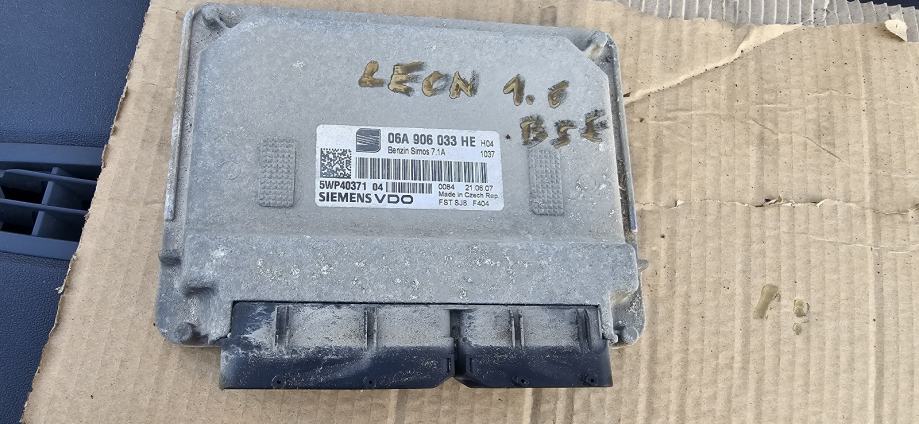 LEON 1.6
BSE
06A 906 033 HE H04
Benzin Simos 7.1A 1037
5WP40371 04 0084 21.06.07
Made in Czech Rep.
SIEMENS VDO FST 8J8 F404